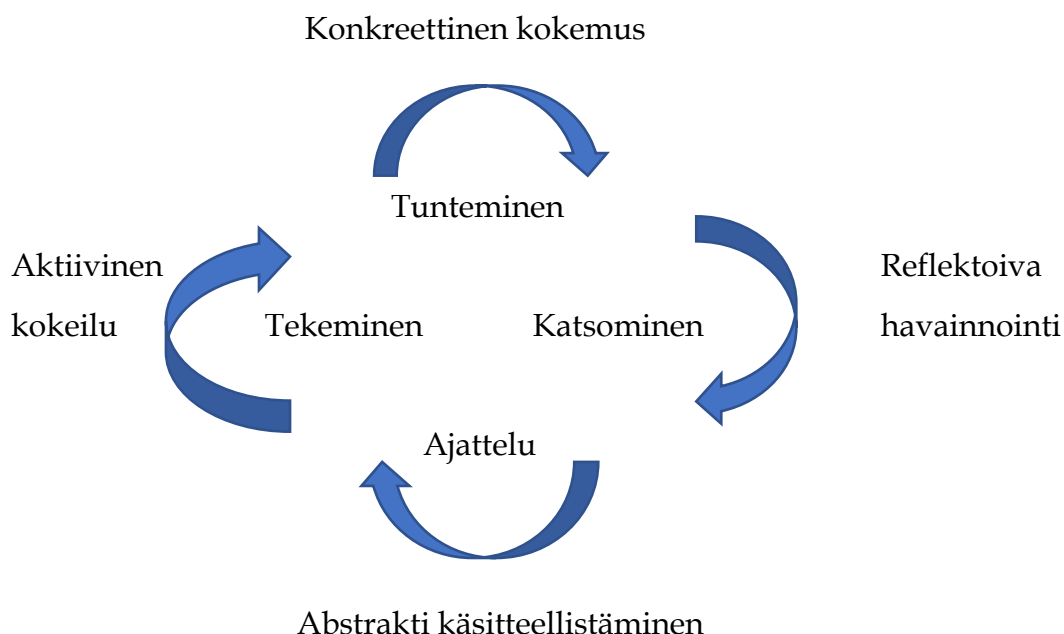 Konkreettinen kokemus
Tunteminen
Aktiivinen
kokeilu
Tekeminen
Katsominen
Reflektoiva
havainnointi
Ajattelu
Abstrakti käsitteellistäminen